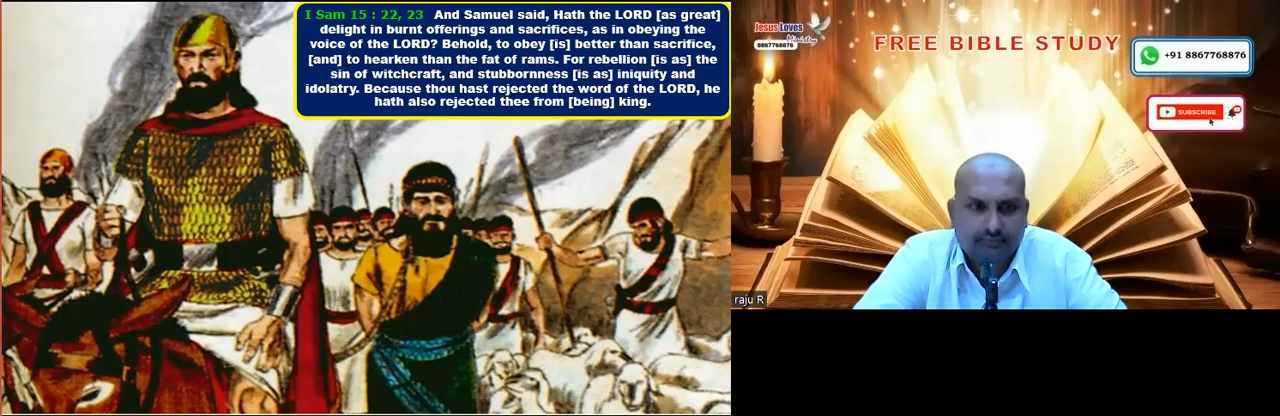 I Sam 15 : 22, 23 And Samuel said, Hath the LORD [as great]
delight in burnt offerings and sacrifices, as in obeying the
voice of the LORD? Behold, to obey [is] better than sacrifice,
[and] to hearken than the fat of rams. For rebellion [is as] the
sin of witchcraft, and stubbornness [is as] iniquity and
idolatry. Because thou hast rejected the word of the LORD, he
hath also rejected thee from [being] king.
Jesus Loves
Ministry
8867768876
FREE BIBLE STUDY
+91 8867768876
SUBSCRIBE
raju R